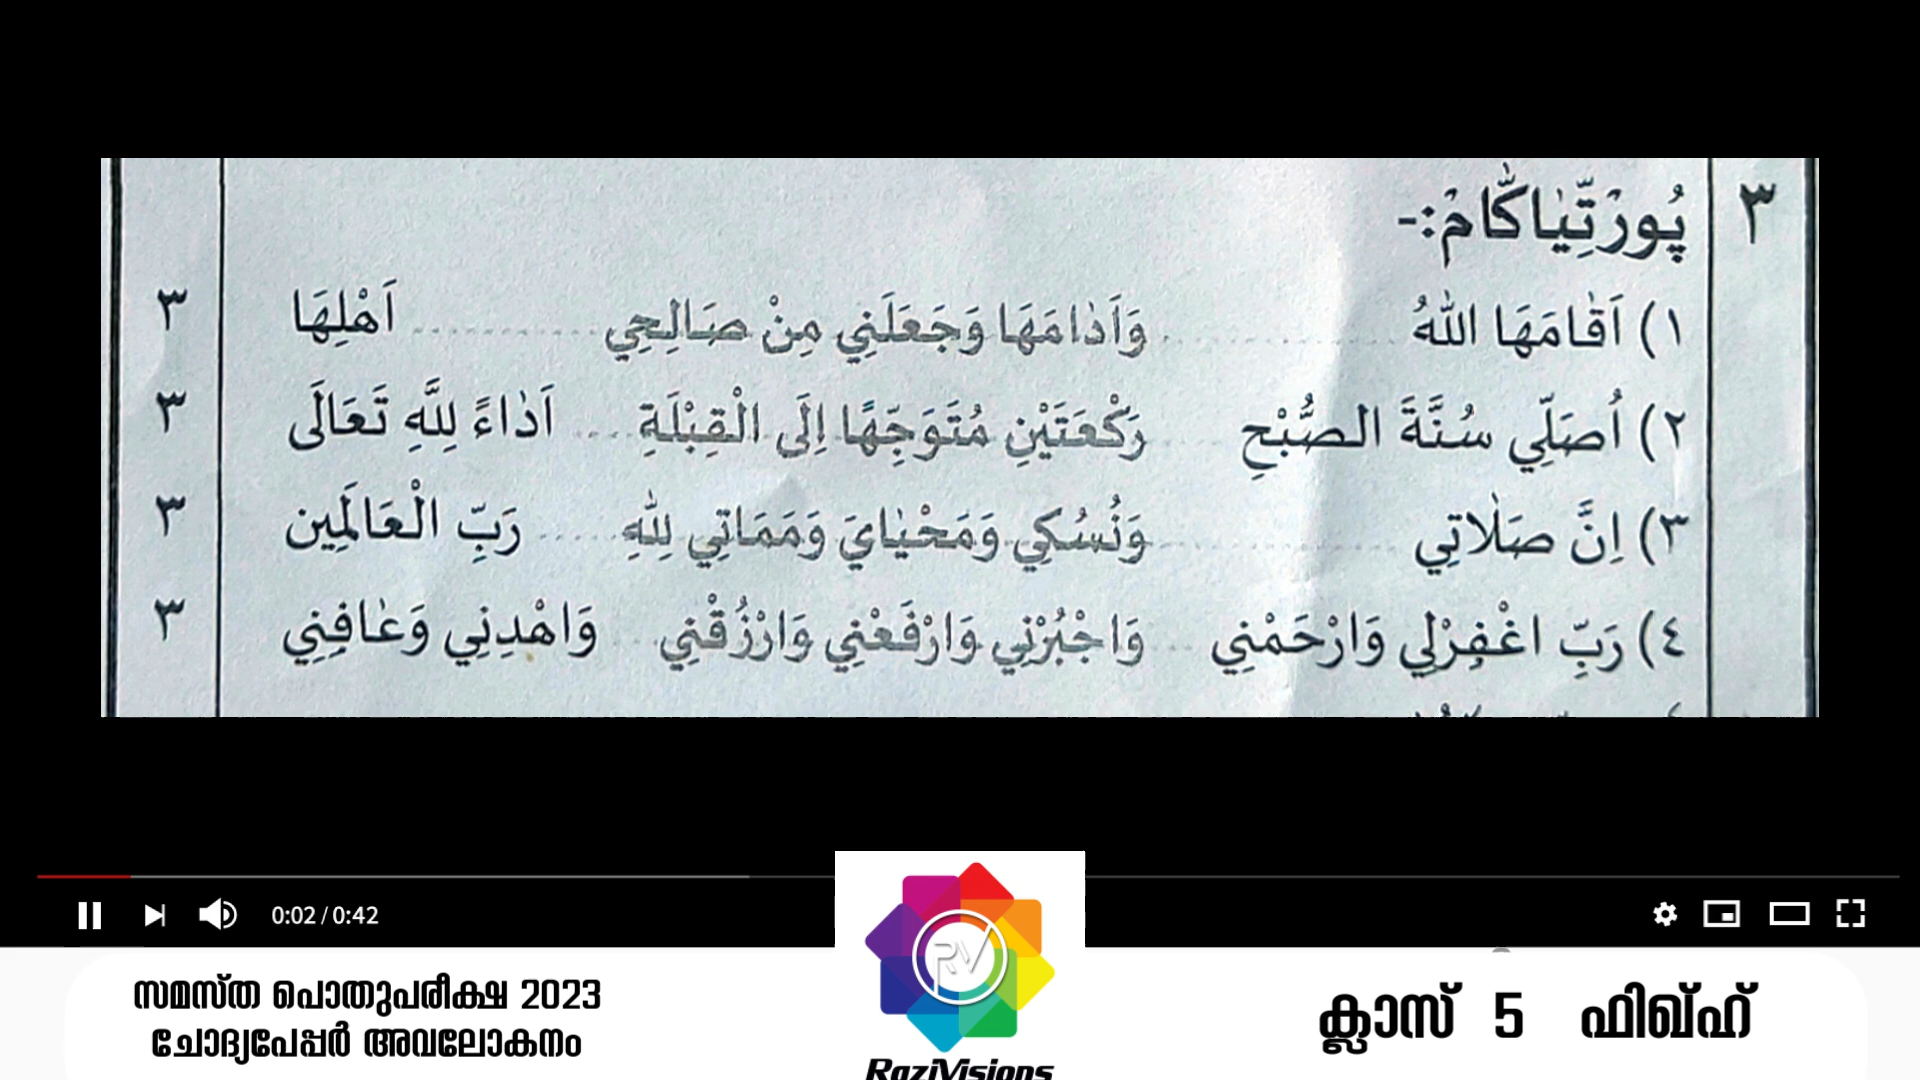 ٣ پُورْتِّيٰاكَّامْ:-
١) اَقٰامَهَا اللهُ .......... وَاَدٰامَهَا وَجَعَلَنِي مِنْ صَالِحِي .......... اَهْلِهَا ٣
٢) اُصَلِّي سُنَّةَ الصُّبْحِ ..... رَكْعَتَيْنِ مُتَوَجِّهًا إِلَى الْقِبْلَةِ ..... اَدٰاءً لِلَّهِ تَعَالَى ٣
٣) اِنَّ صَلٰاتِي .......... وَنُسُكِي وَمَحْيٰايَ وَمَمَاتِي لِلّٰهِ ..... رَبِّ الْعَالَمِين ٣
٤) رَبِّ اغْفِرْلِي وَارْحَمْنِي ... وَاجْبُرْنِي وَارْفَعْنِي وَارْزُقْنِي ... وَاهْدِنِي وَعٰافِنِي ٣
0:02 / 0:42
സമസ്ത പൊതുപരീക്ഷ 2023
ചോദ്യപേപ്പർ അവലോകനം
RV
RaziVisions
ക്ലാസ് 5 ഫിഖ്ഹ്